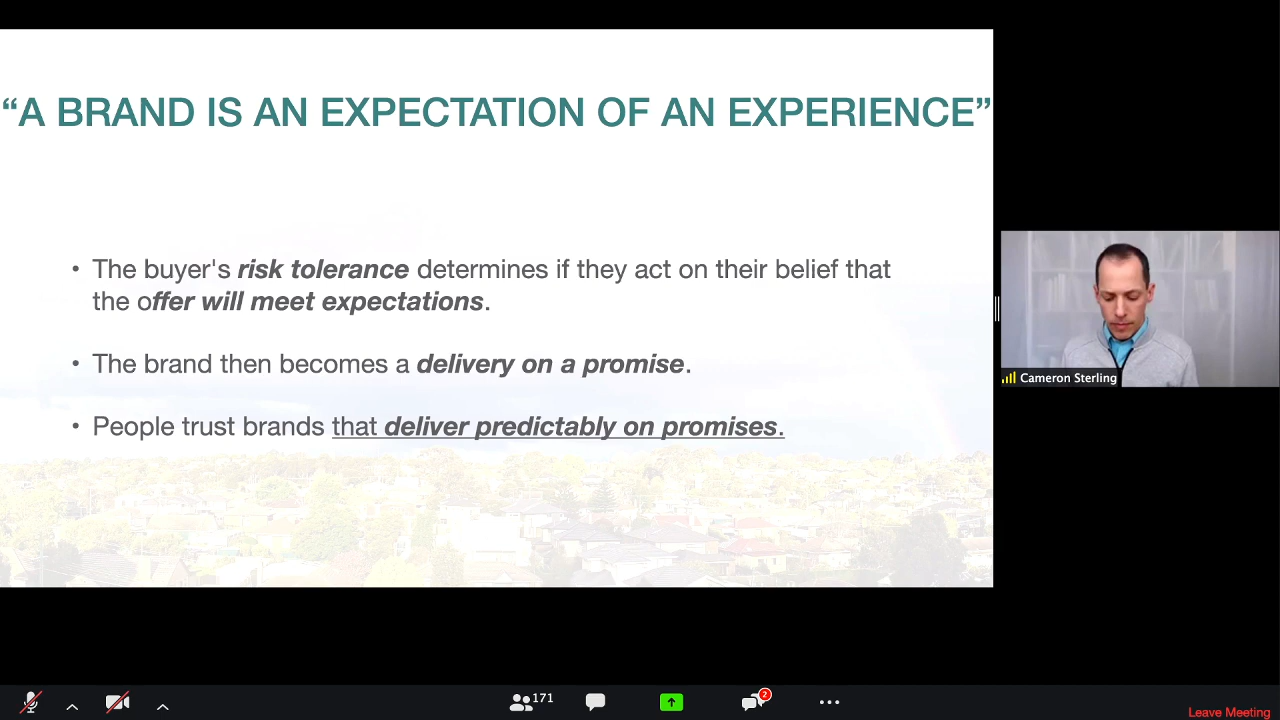 “A BRAND IS AN EXPECTATION OF AN EXPERIENCE”
• The buyer's risk tolerance determines if they act on their belief that
the offer will meet expectations.
• The brand then becomes a delivery on a promise.
• People trust brands that deliver predictably on promises.
Cameron Sterling
171
2
Leave Meeting